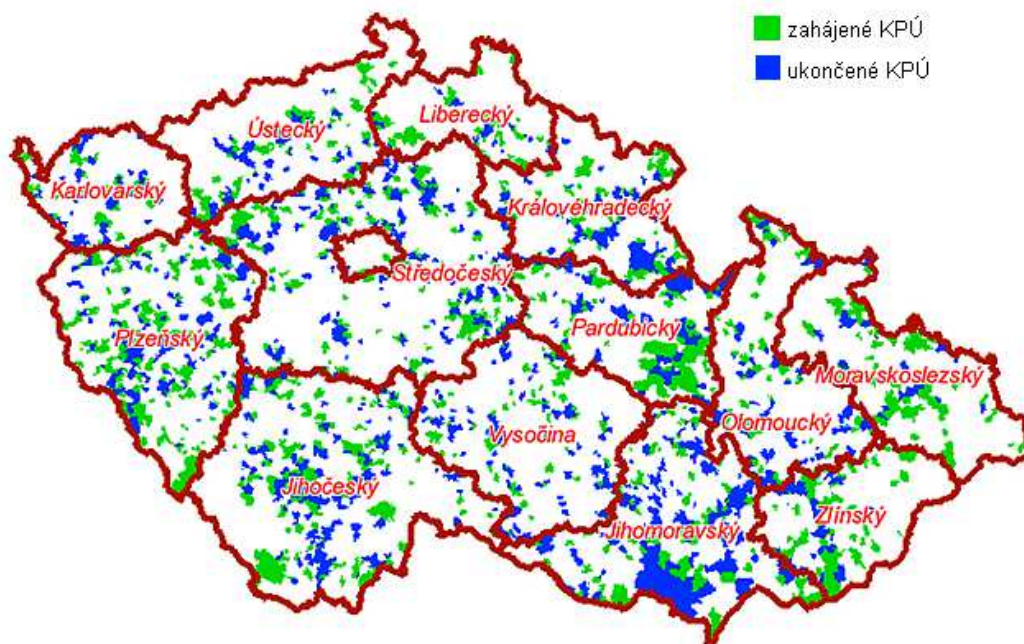 zahájené KPÚ
ukončené KPÚ
Liberecký
Ústecký
Karlovarský
Královéhradecký
Středočeský
Pardubický
Plzeňský
Moravskoslezský
Olomoucký
Vysočina
Jihočeský
Zlínský
Jihomoravský